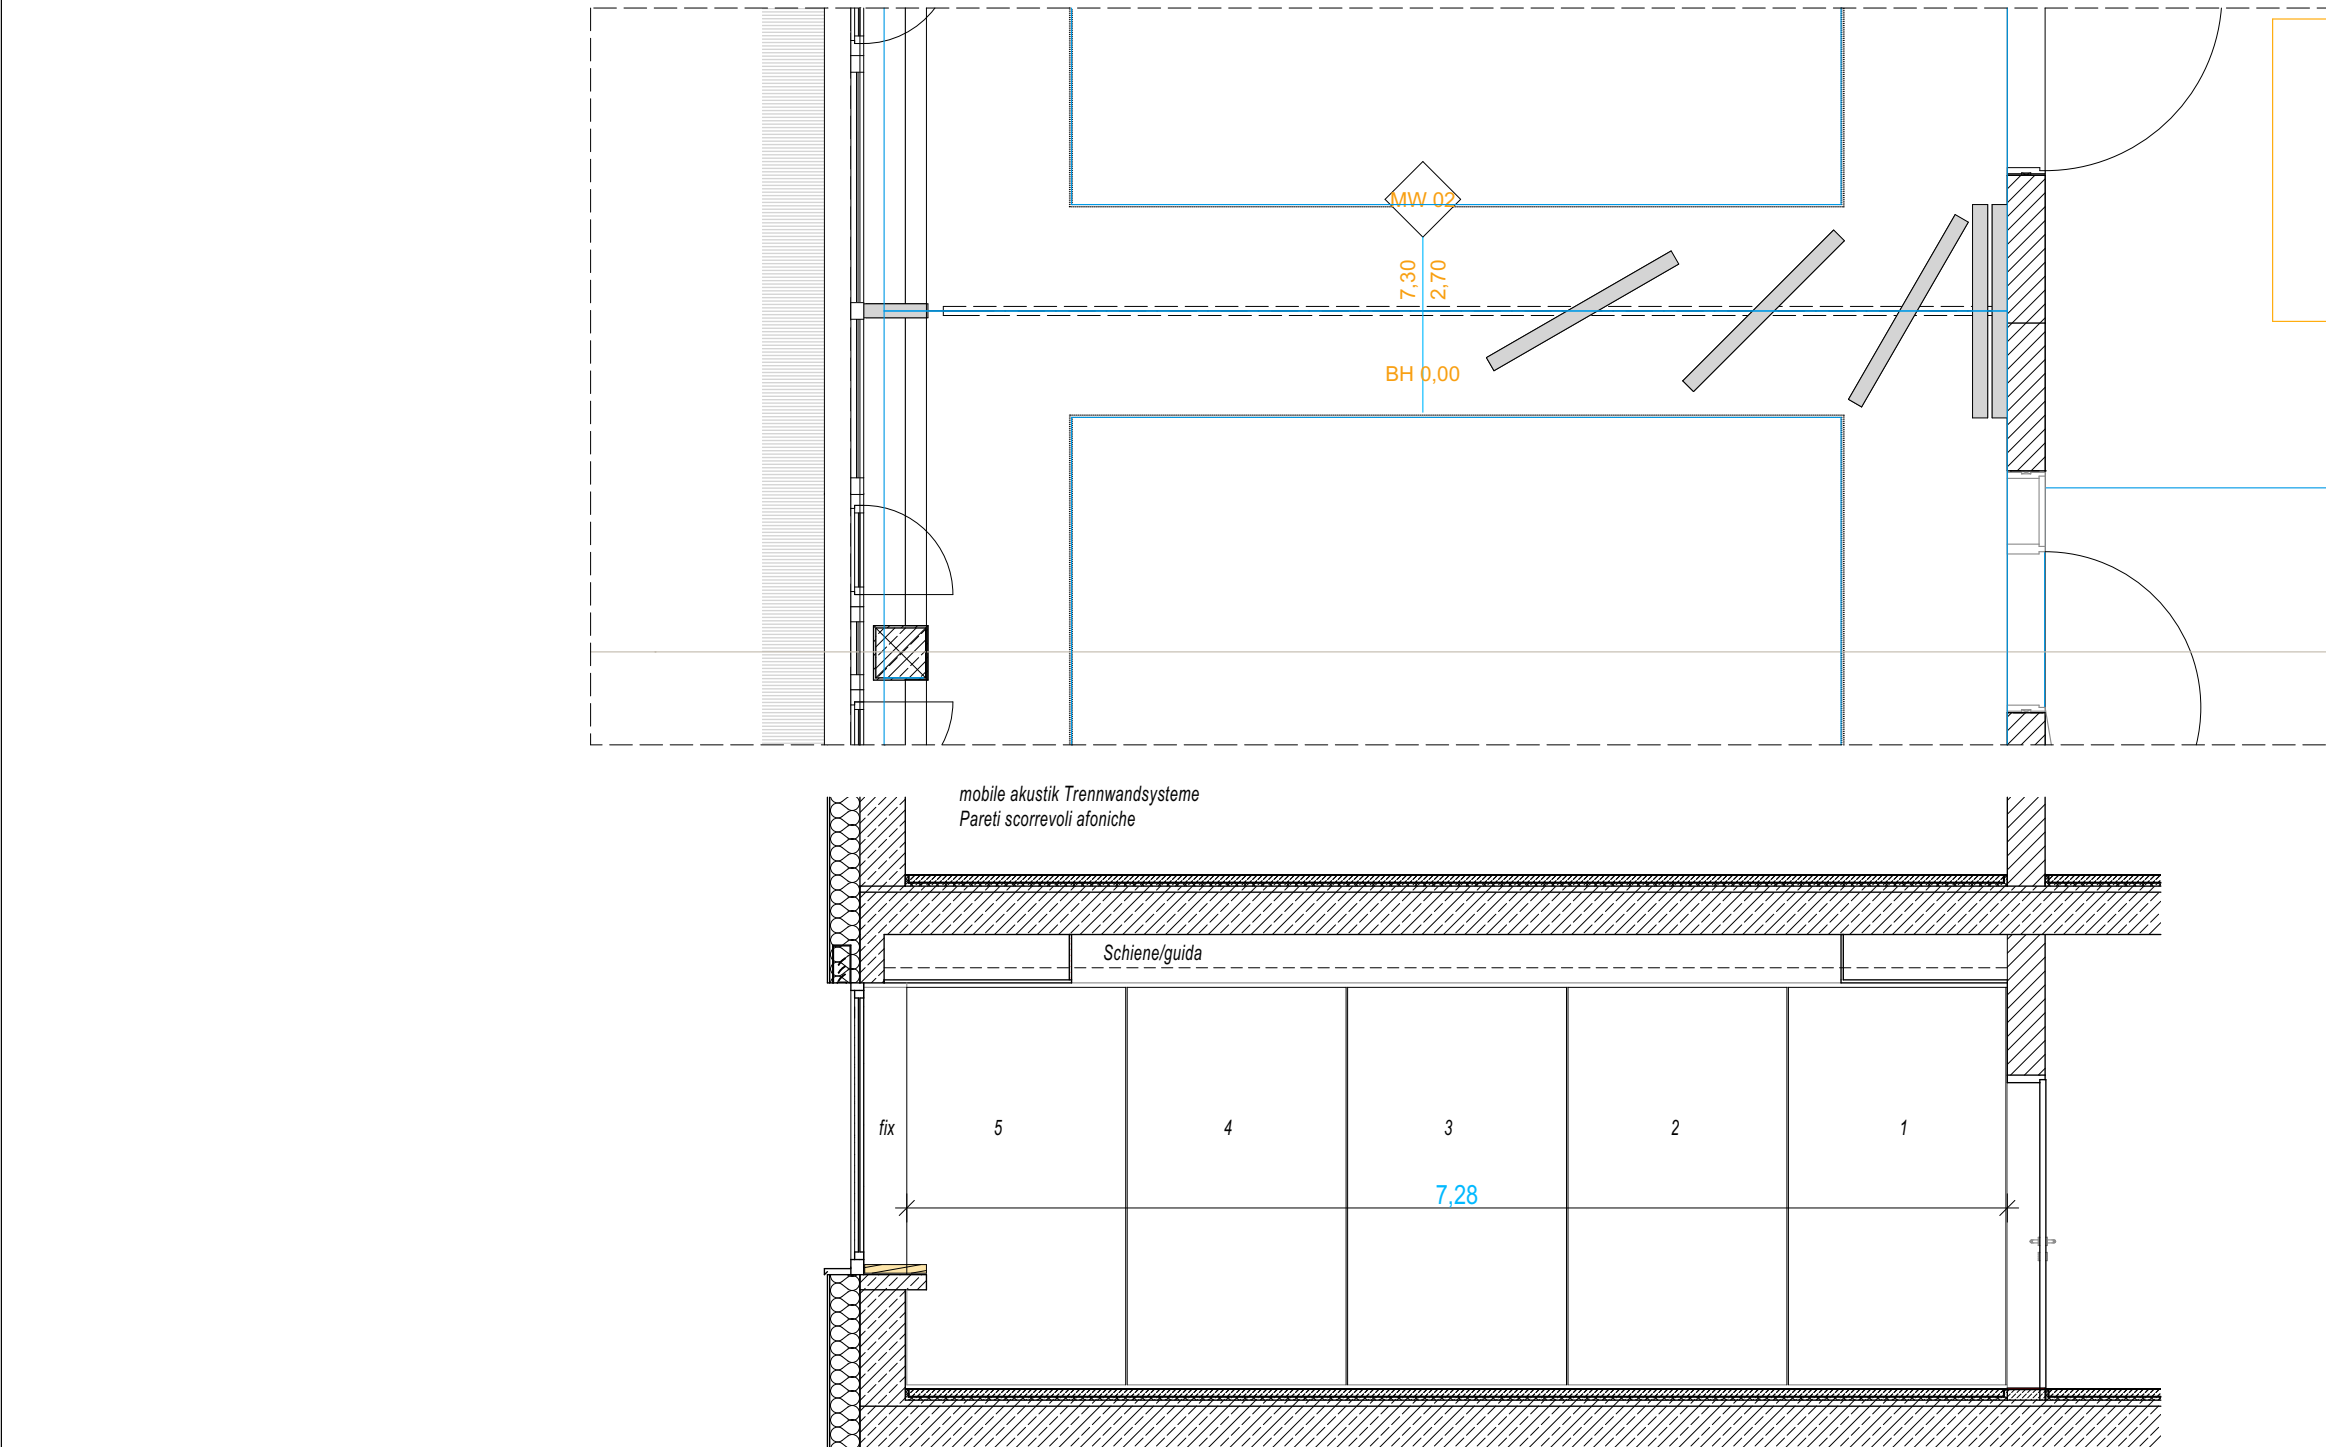 MW 02
7,30
2,70
BH 0,00
mobile akustik Trennwandsysteme
Pareti scorrevoli afoniche
Schiene/guida
fix
5
4
3
2
1
7,28